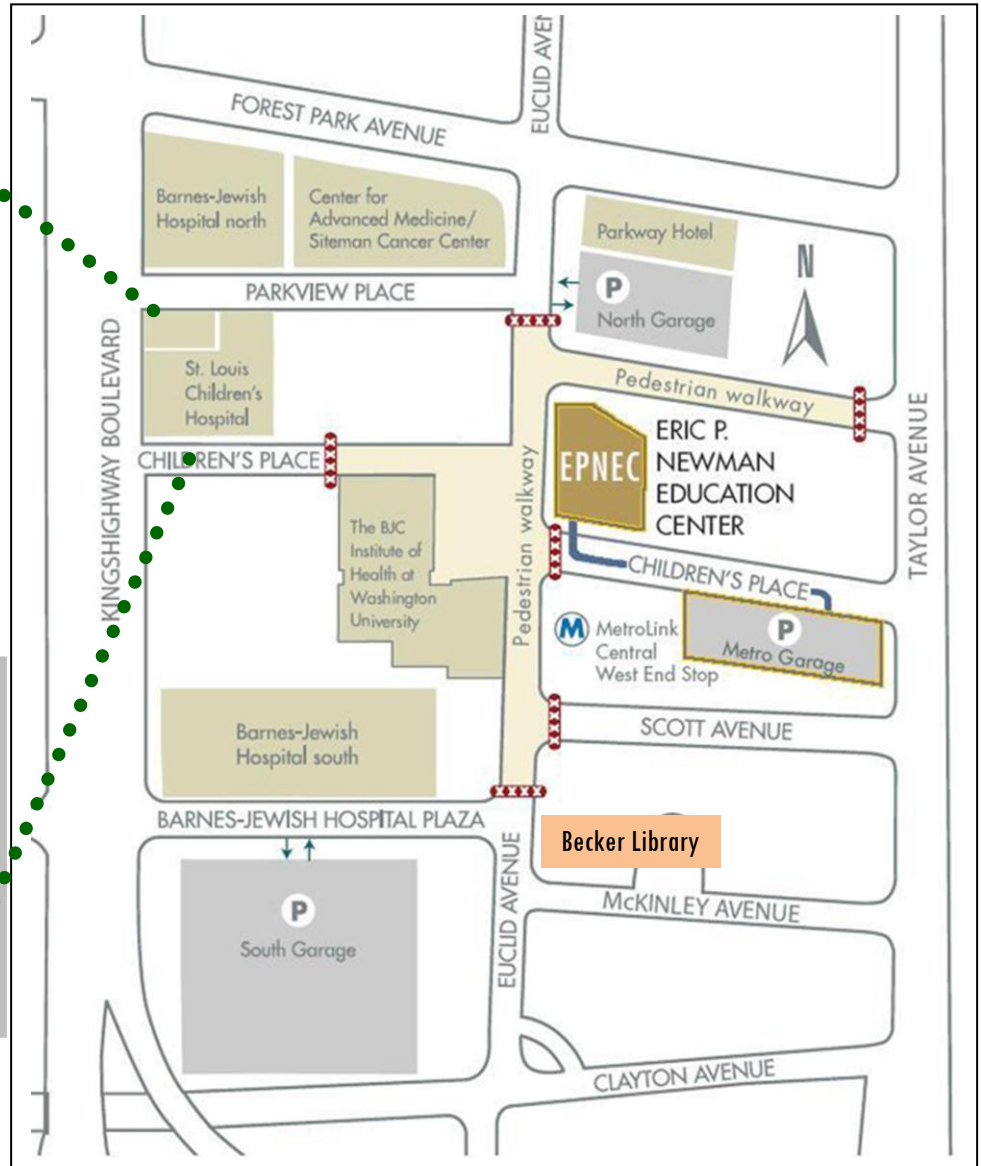 EUCLID AVEN
FOREST PARK AVENUE
Barnes-Jewish
Hospital north
Center for
Advanced Medicine/
Siteman Cancer Center
Parkway Hotel
P
North Garage
N
PARKVIEW PLACE
KINGSHIGHWAY BOULEVARD
St. Louis
Children's
Hospital
Pedestrian walkway
CHILDREN'S PLACE
EPNEC
ERIC P.
NEWMAN
EDUCATION
CENTER
TAYLOR AVENUE
The BJC
Institute of
Health at
Washington
University
Pedestrian walkway
CHILDREN'S PLACE
M
MetroLink
Central
West End Stop
P
Metro Garage
SCOTT AVENUE
Barnes-Jewish
Hospital south
BARNES-JEWISH HOSPITAL PLAZA
Becker Library
EUCLID AVENUE
McKINLEY AVENUE
P
South Garage
CLAYTON AVENUE